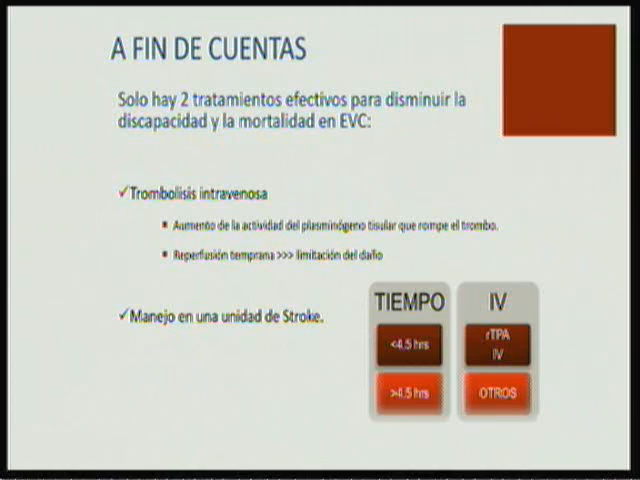 A FIN DE CUENTAS
Solo hay 2 tratamientos efectivos para disminuir la
discapacidad y la mortalidad en EVC:
✓Trombolisis intravenosa
▪ Aumento de la actividad del plasminógeno tisular que rompe el trombo.
▪ Reperfusión temprana >>> limitación del daño
✓Manejo en una unidad de Stroke.
TIEMPO IV
<4.5 hrs rTPA IV
>4.5 hrs OTROS